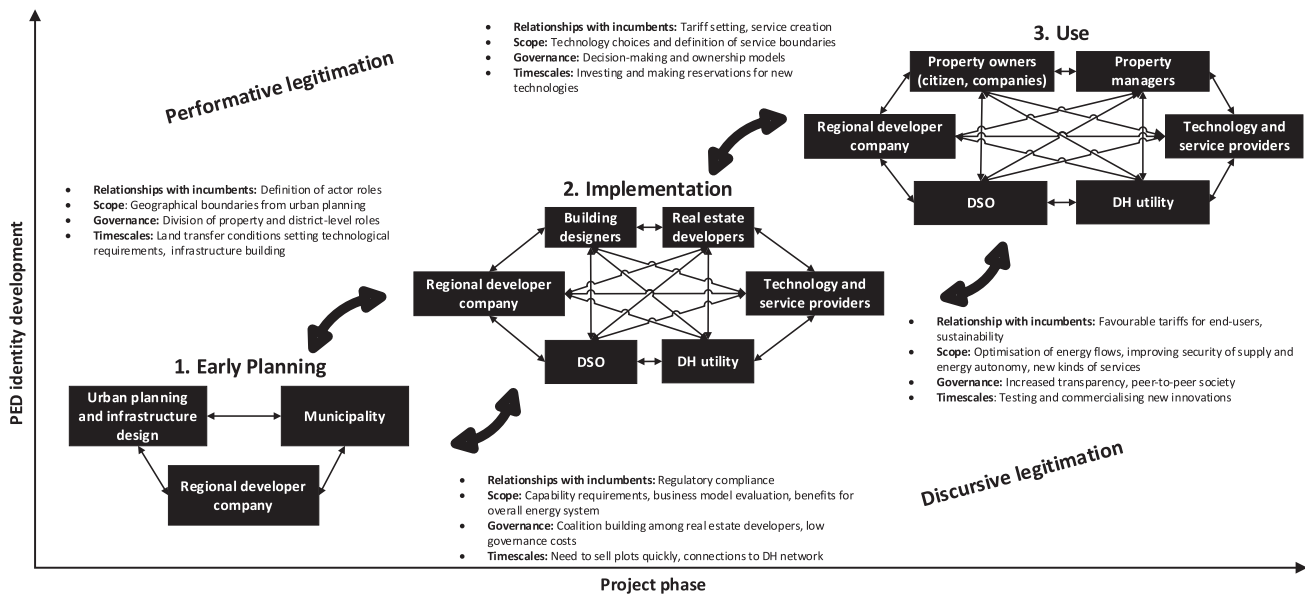 PED identity development
Performative legitimation
• Relationships with incumbents: Tariff setting, service creation
• Scope: Technology choices and definition of service boundaries
• Governance: Decision-making and ownership models
• Timescales: Investing and making reservations for new
technologies
3. Use
Property owners
(citizen, companies)
Property
managers
Regional developer
company
Technology and
service providers
DSO
DH utility
• Relationships with incumbents: Definition of actor roles
• Scope: Geographical boundaries from urban planning
• Governance: Division of property and district-level roles
• Timescales: Land transfer conditions setting technological
requirements, infrastructure building
2. Implementation
Building
designers
Real estate
developers
Regional developer
company
Technology and
service providers
DSO
DH utility
• Relationship with incumbents: Favourable tariffs for end-users,
sustainability
• Scope: Optimisation of energy flows, improving security of supply and
energy autonomy, new kinds of services
• Governance: Increased transparency, peer-to-peer society
• Timescales: Testing and commercialising new innovations
1. Early Planning
Urban planning
and infrastructure
design
Municipality
Regional developer
company
• Relationships with inucumbents: Regulatory compliance
• Scope: Capability requirements, business model evaluation, benefits for
overall energy system
• Governance: Coalition building among real estate developers, low
governance costs
• Timescales: Need to sell plots quickly, connections to DH network
Discursive legitimation
Project phase